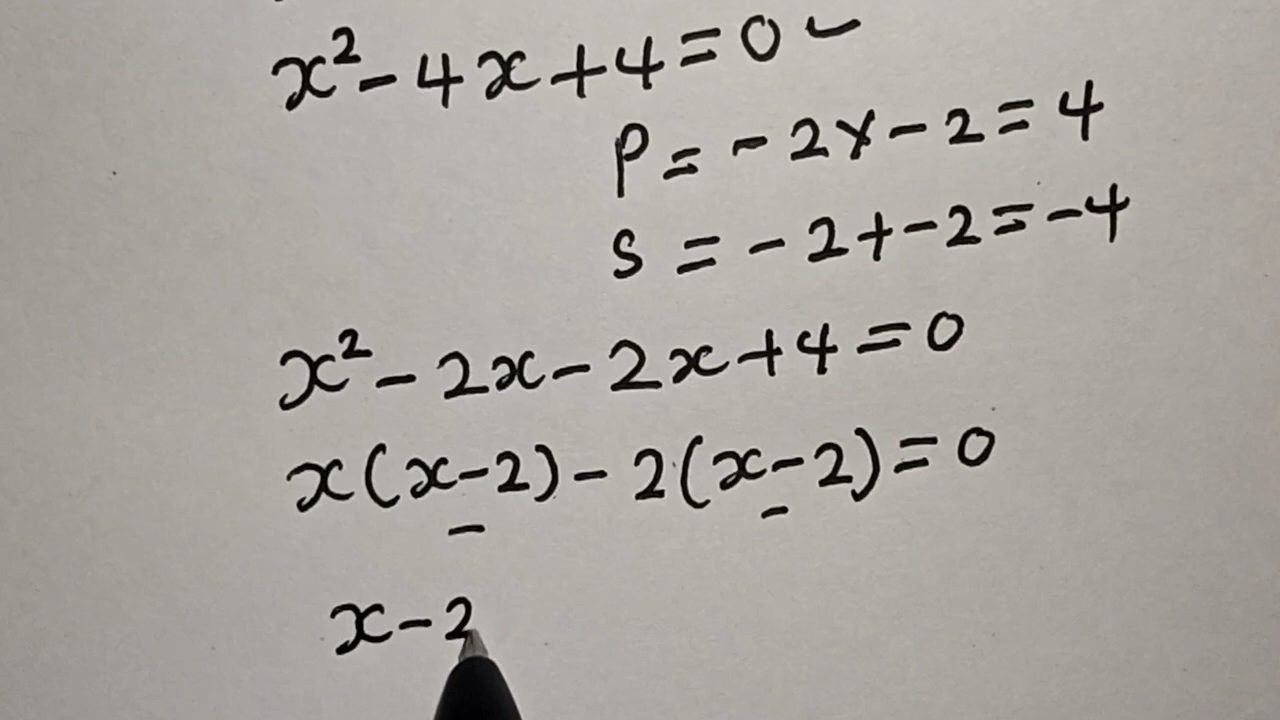 x² - 4x + 4 = 0
P = - 2 x - 2 = 4
S = - 2 + - 2 = - 4
x² - 2x - 2x + 4 = 0
x(x - 2) - 2(x - 2) = 0
x - 2